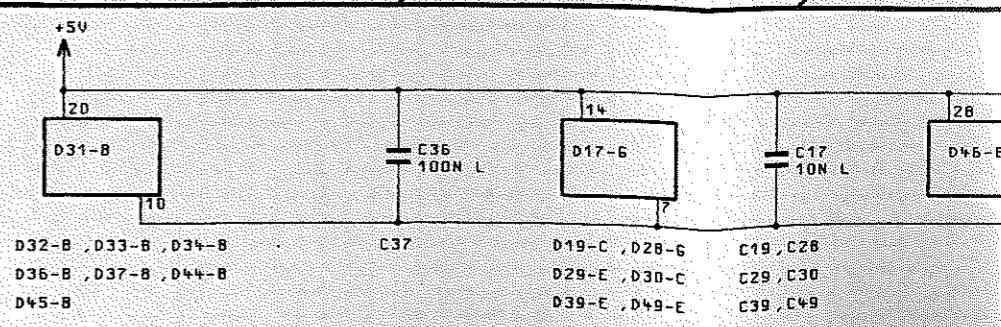 +5V
20
14
28
D31-B
C36
100N L
D17-G
C17
10N L
D46-E
10
7
D32-B ,D33-B ,D34-B
C37
D19-C ,D28-G
C19,C28
D36-B ,D37-B ,D44-B
D29-E ,D30-C
C29,C30
D45-B
D39-E ,D49-E
C39,C49